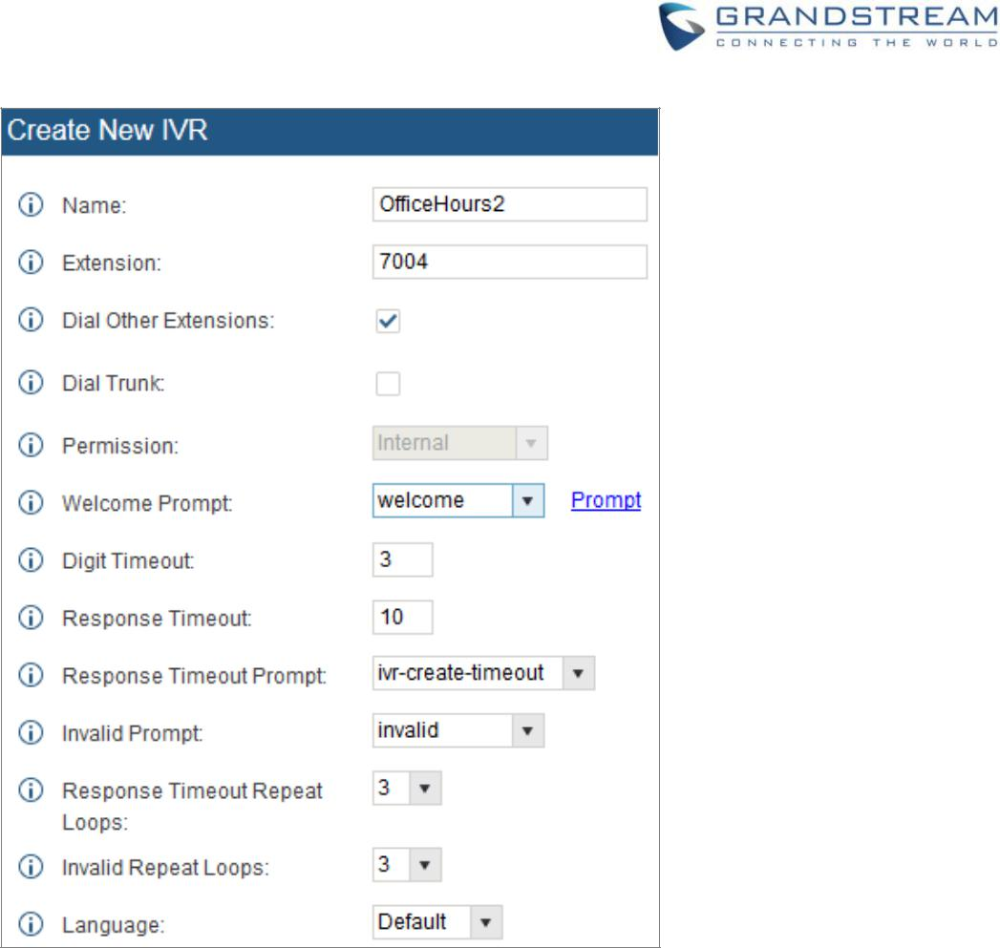 GRANDSTREAM
CONNECTING THE WORLD
Create New IVR
Name: OfficeHours2
Extension: 7004
Dial Other Extensions:
Dial Trunk:
Permission: Internal
Welcome Prompt: welcome Prompt
Digit Timeout: 3
Response Timeout: 10
Response Timeout Prompt: ivr-create-timeout
Invalid Prompt: invalid
Response Timeout Repeat 3
Loops:
Invalid Repeat Loops: 3
Language: Default